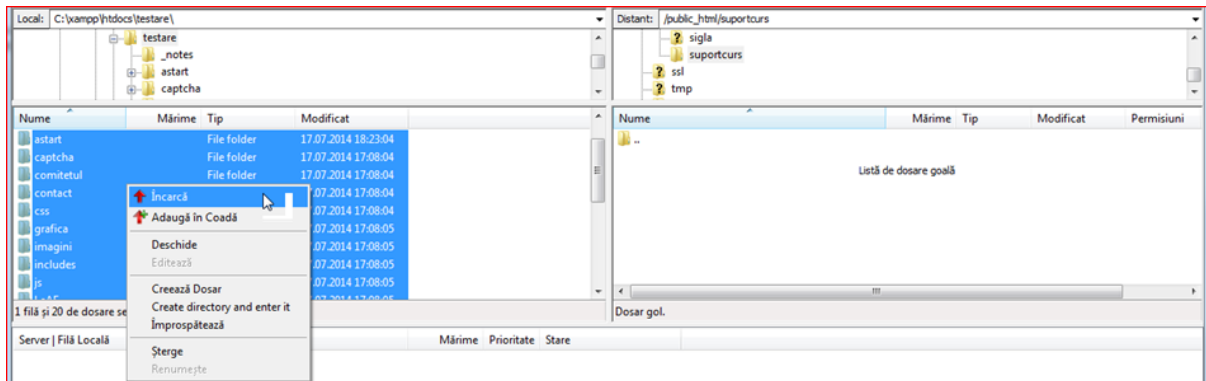 Local: C:\xampp\htdocs\testare\
testare
_notes
astart
captcha
Nume Mărime Tip Modificat
astart File folder 17.07.2014 18:23:04
captcha File folder 17.07.2014 17:08:04
comitetul File folder 17.07.2014 17:08:04
contact .07.2014 17:08:04
css .07.2014 17:08:04
grafica .07.2014 17:08:05
imagini .07.2014 17:08:05
includes .07.2014 17:08:05
js .07.2014 17:08:05
1 filă și 20 de dosare se
Încarcă
Adaugă în Coadă
Deschide
Editează
Creează Dosar
Create directory and enter it
Împrospătează
Șterge
Renumește
Distant: /public_html/suportcurs
? sigla
suportcurs
? ssl
? tmp
Nume Mărime Tip Modificat Permisiuni
..
Listă de dosare goală
Dosar gol.
Server | Filă Locală Mărime Prioritate Stare